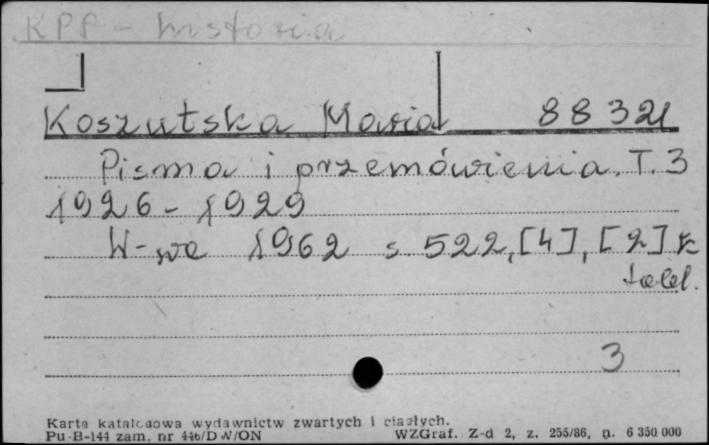 KPP - historia
Koszutska Maria 88321
Pisma i przemówienia. T. 3
1926 - 1929
W-wa 1962 s. 522, [4], [2] k
tabl.
3
Karta katalogowa wydawnictw zwartych i ciągłych.
Pu-B-144 zam. nr 446/DW/ON WZGraf. Z-d 2, z. 255/86, n. 6 350 000